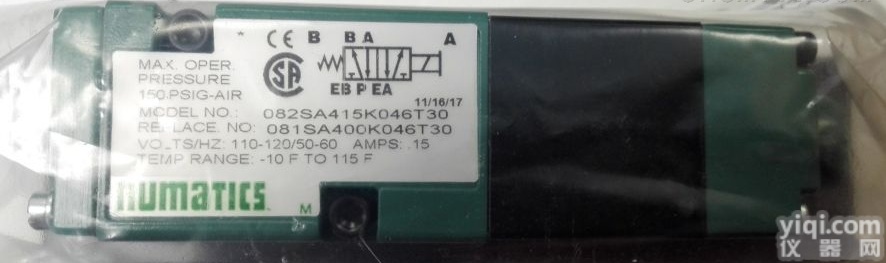 * CE B BA A
MAX. OPER.
PRESSURE
150 PSIG-AIR
SA
EB P EA
11/16/17
MODEL NO.: 082SA415K046T30
REPLACE. NO: 081SA400K046T30
VOLTS/HZ: 110-120/50-60 AMPS: .15
TEMP RANGE: -10 F TO 115 F
numatics
M
yiqi.com
仪器网